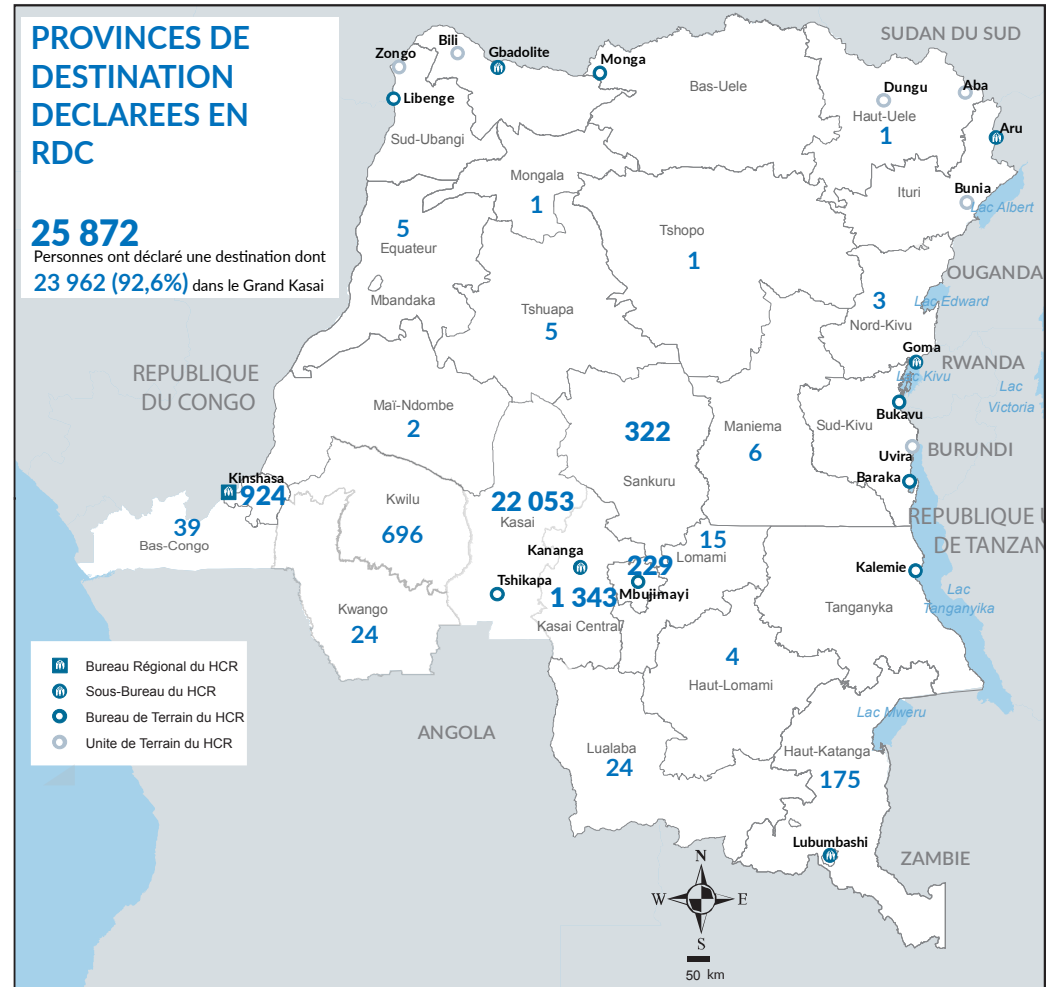 PROVINCES DE
DESTINATION
DECLAREES EN
RDC
25 872
Personnes ont déclaré une destination dont
23 962 (92,6%) dans le Grand Kasai
SUDAN DU SUD
Bili
Zongo
Gbadolite
Monga
Libenge
Bas-Uele
Dungu
Aba
Haut-Uele
1
Aru
Sud-Ubangi
Mongala
1
Ituri
Bunia
Lac Albert
5
Equateur
Tshopo
1
OUGANDA
Mbandaka
Tshuapa
5
3
Lac Edward
Nord-Kivu
Goma
RWANDA
Lac Kivu
REPUBLIQUE
DU CONGO
Lac
Victoria
Maï-Ndombe
2
322
Sankuru
Maniema
6
Sud-Kivu
Bukavu
BURUNDI
Uvira
Baraka
Kinshasa
924
Kwilu
696
22 053
Kasai
39
Bas-Congo
REPUBLIQUE U
DE TANZAN
15
Lomami
Kananga
229
Mbujimayi
Tshikapa
1 343
Kasai Central
Kalemie
Lac
Tanganyika
Tanganyka
Kwango
24
4
Haut-Lomami
Bureau Régional du HCR
Sous-Bureau du HCR
Bureau de Terrain du HCR
Unite de Terrain du HCR
ANGOLA
Lac Mweru
Lualaba
24
Haut-Katanga
175
Lubumbashi
ZAMBIE
N
W
E
S
50 km